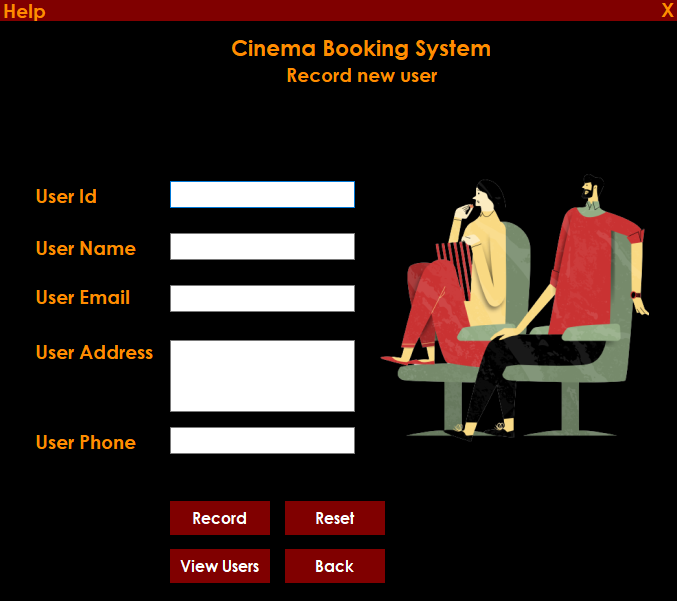 Help X
Cinema Booking System
Record new user
User Id
User Name
User Email
User Address
User Phone
Record Reset
View Users Back